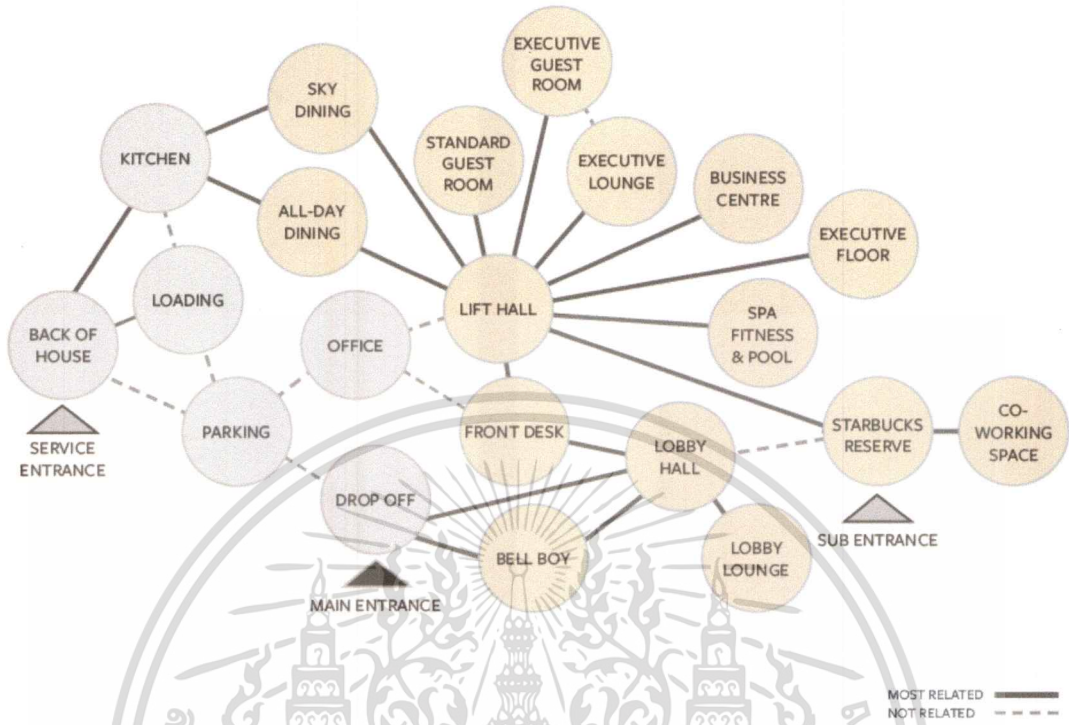 EXECUTIVE
GUEST
ROOM
SKY
DINING
STANDARD
GUEST
ROOM
EXECUTIVE
LOUNGE
KITCHEN
BUSINESS
CENTRE
ALL-DAY
DINING
EXECUTIVE
FLOOR
LOADING
LIFT HALL
BACK OF
HOUSE
OFFICE
SPA
FITNESS
& POOL
SERVICE
ENTRANCE
PARKING
FRONT DESK
LOBBY
HALL
STARBUCKS
RESERVE
CO-
WORKING
SPACE
DROP OFF
MAIN ENTRANCE
BELL BOY
LOBBY
LOUNGE
SUB ENTRANCE
MOST RELATED
NOT RELATED